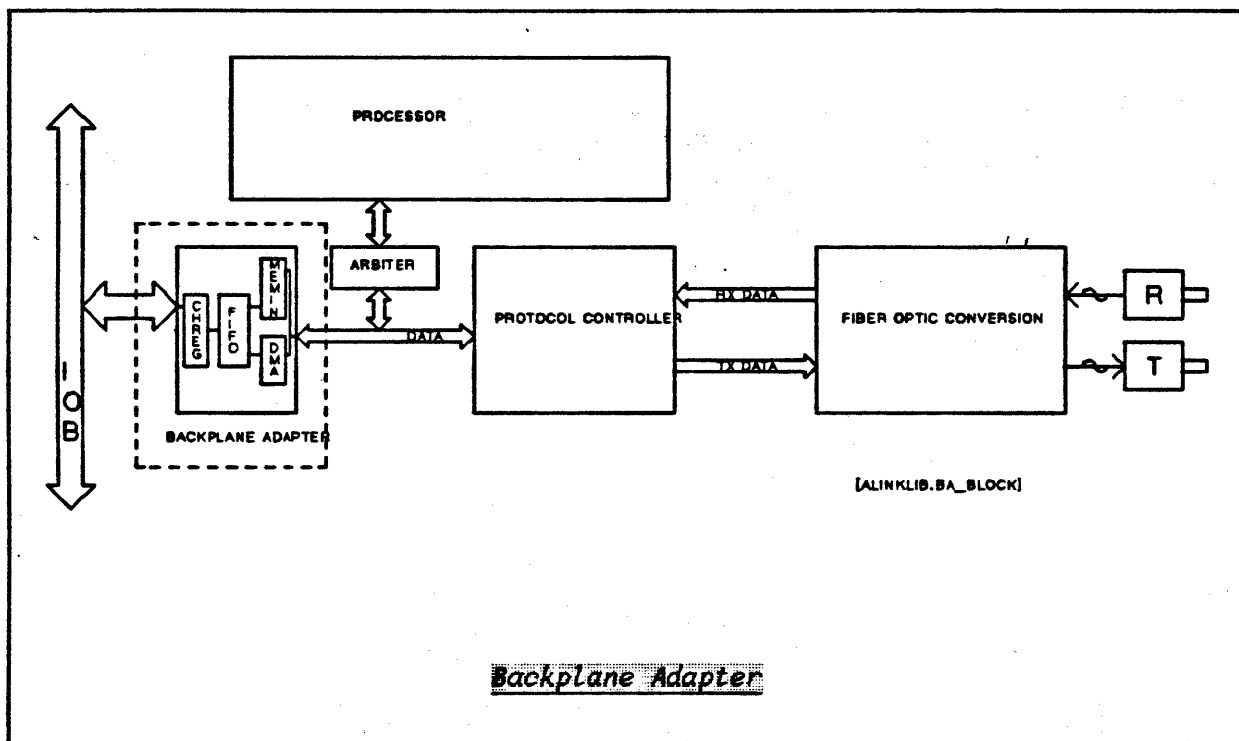 PROCESSOR
ARBITER
MEMIN
CHREG
FIFO
DMA
DATA
RX DATA
TX DATA
PROTOCOL CONTROLLER
FIBER OPTIC CONVERSION
R
T
IOB
BACKPLANE ADAPTER
[ALINKLIB.BA_BLOCK]
Backplane Adapter